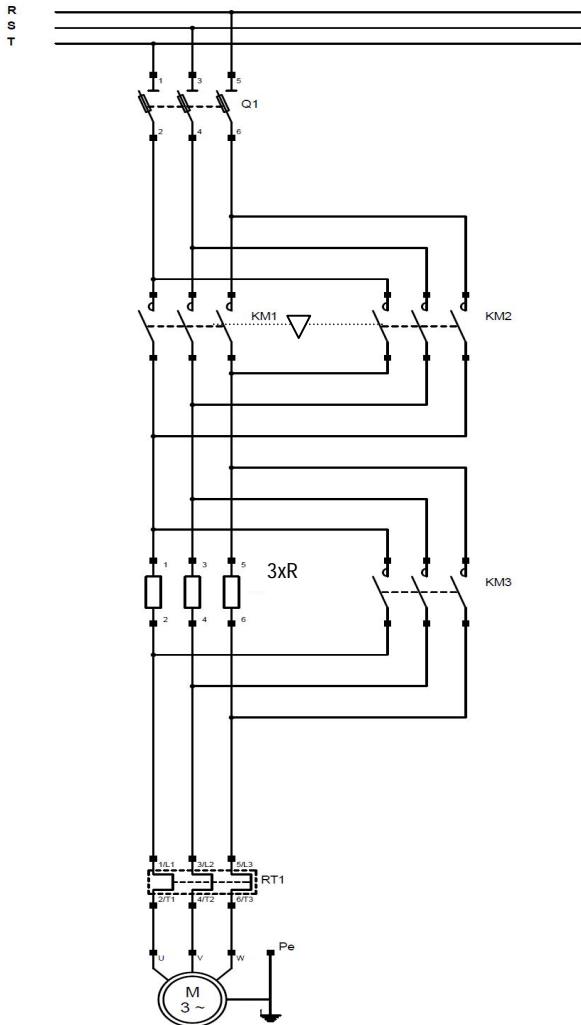 R
S
T
1 3 5
Q1
2 4 6
KM1 KM2
1 3 5
3xR
KM3
2 4 6
1/L1 3/L2 5/L3
RT1
2/T1 4/T2 6/T3
Pe
U V W
M
3 ~